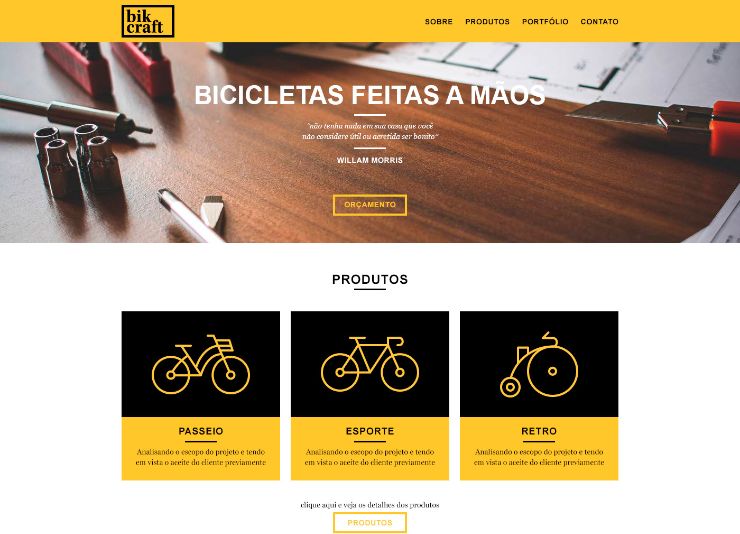 bik
craft
SOBRE PRODUTOS PORTFÓLIO CONTATO
BICICLETAS FEITAS A MÃOS
"não tenha nada em sua casa que você
não considere útil ou acretida ser bonito"
WILLAM MORRIS
ORÇAMENTO
PRODUTOS
PASSEIO
Analisando o escopo do projeto e tendo
em vista o aceite do cliente previamente
ESPORTE
Analisando o escopo do projeto e tendo
em vista o aceite do cliente previamente
RETRO
Analisando o escopo do projeto e tendo
em vista o aceite do cliente previamente
clique aqui e veja os detalhes dos produtos
PRODUTOS